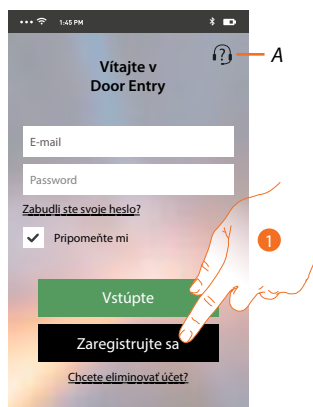 1:45 PM
A
Vítajte v
Door Entry
E-mail
Password
Zabudli ste svoje heslo?
Pripomeňte mi
1
Vstúpte
Zaregistrujte sa
Chcete eliminovať účet?